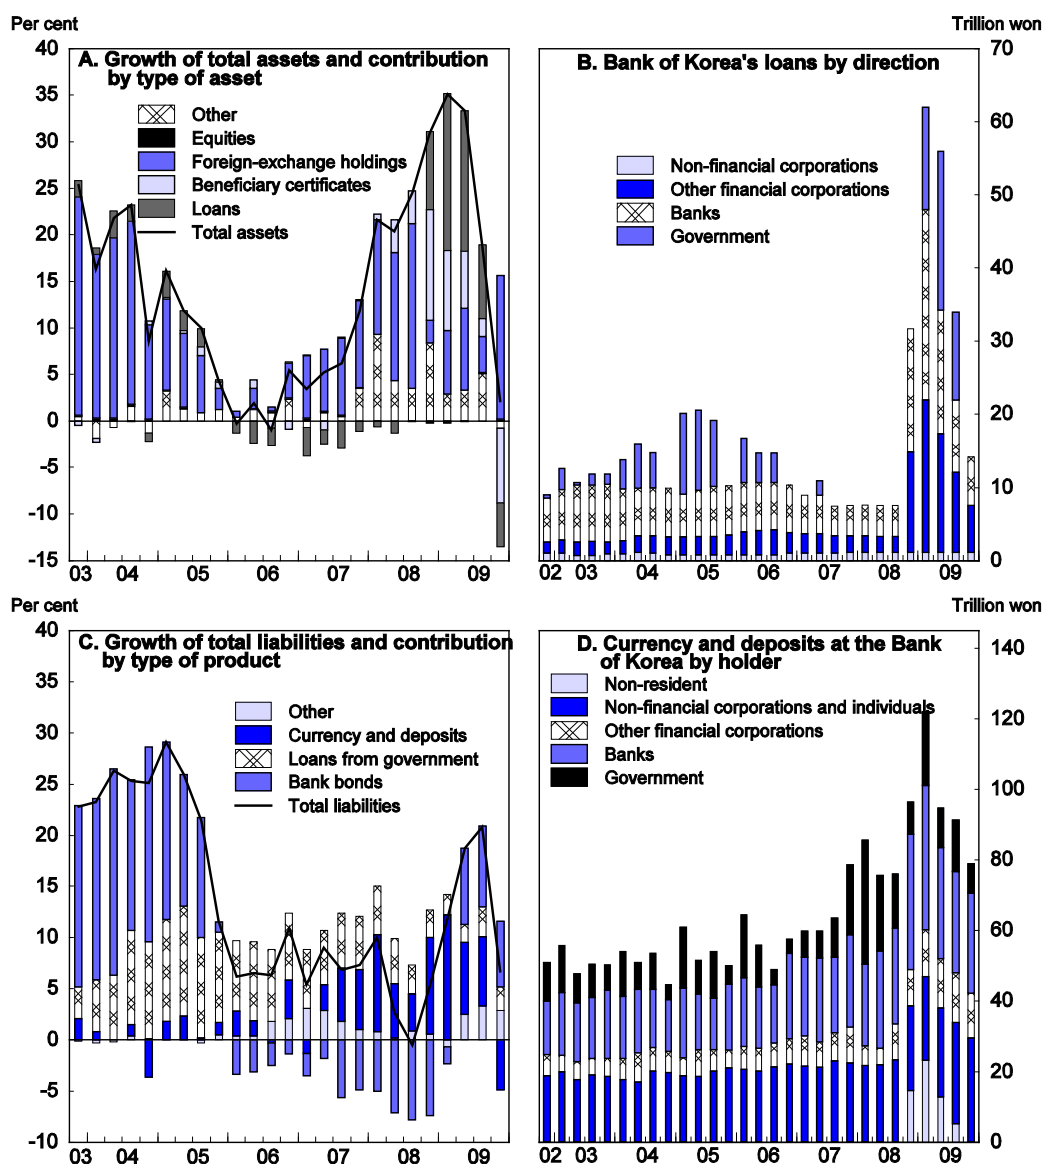 Per cent
Trillion won
A. Growth of total assets and contribution
by type of asset
Other
Equities
Foreign-exchange holdings
Beneficiary certificates
Loans
Total assets
40
35
30
25
20
15
10
5
0
-5
-10
-15
03 04 05 06 07 08 09
B. Bank of Korea's loans by direction
Non-financial corporations
Other financial corporations
Banks
Government
70
60
50
40
30
20
10
0
02 03 04 05 06 07 08 09
Per cent
Trillion won
C. Growth of total liabilities and contribution
by type of product
Other
Currency and deposits
Loans from government
Bank bonds
Total liabilities
40
35
30
25
20
15
10
5
0
-5
-10
03 04 05 06 07 08 09
D. Currency and deposits at the Bank
of Korea by holder
Non-resident
Non-financial corporations and individuals
Other financial corporations
Banks
Government
140
120
100
80
60
40
20
0
02 03 04 05 06 07 08 09